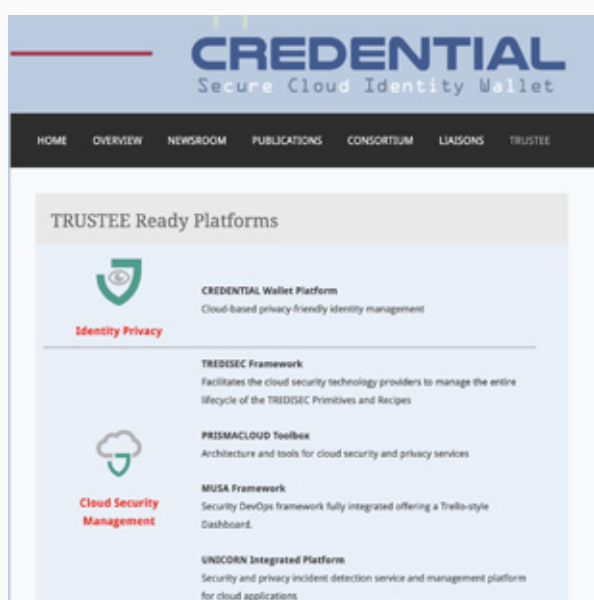 CREDENTIAL
Secure Cloud Identity Wallet
HOME OVERVIEW NEWSROOM PUBLICATIONS CONSORTIUM LIAISONS TRUSTEE
TRUSTEE Ready Platforms
Identity Privacy
CREDENTIAL Wallet Platform
Cloud-based privacy-friendly identity management
TREDISEC Framework
Facilitates the cloud security technology providers to manage the entire
lifecycle of the TREDISEC Primitives and Recipes
PRISMACLOUD Toolbox
Architecture and tools for cloud security and privacy services
Cloud Security
Management
MUSA Framework
Security DevOps framework fully integrated offering a Trello-style
Dashboard.
UNICORN Integrated Platform
Security and privacy incident detection service and management platform
for cloud applications